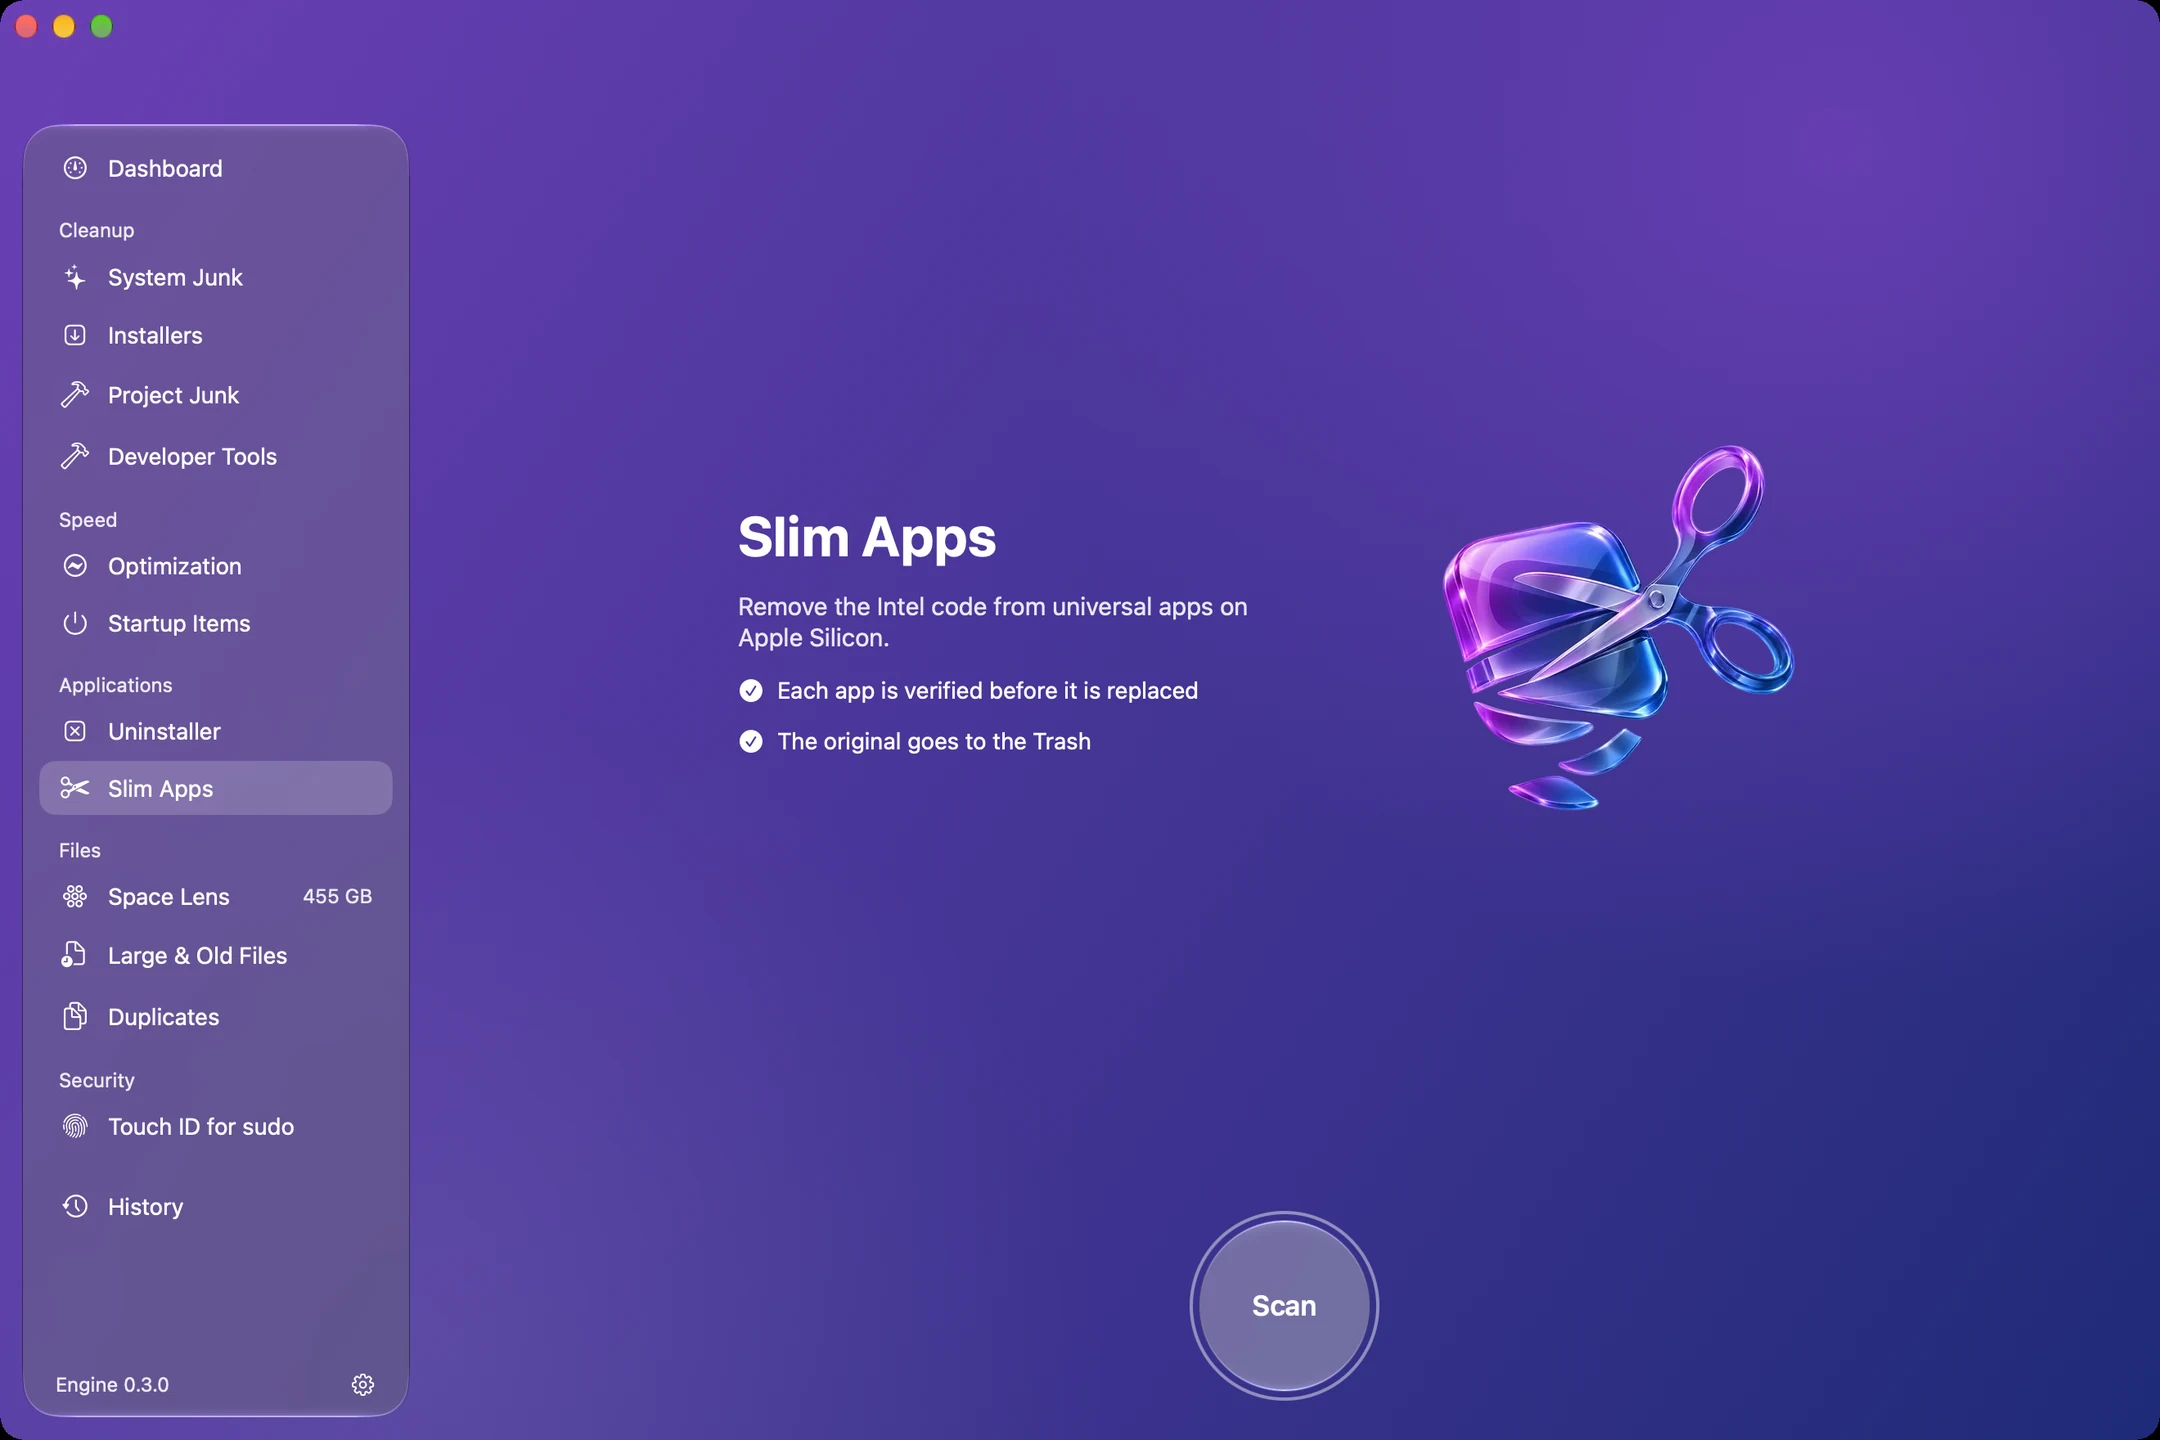 Dashboard
Cleanup
System Junk
Installers
Project Junk
Developer Tools
Speed
Optimization
Startup Items
Applications
Uninstaller
Slim Apps
Files
Space Lens 455 GB
Large & Old Files
Duplicates
Security
Touch ID for sudo
History
Engine 0.3.0
Slim Apps
Remove the Intel code from universal apps on
Apple Silicon.
Each app is verified before it is replaced
The original goes to the Trash
Scan